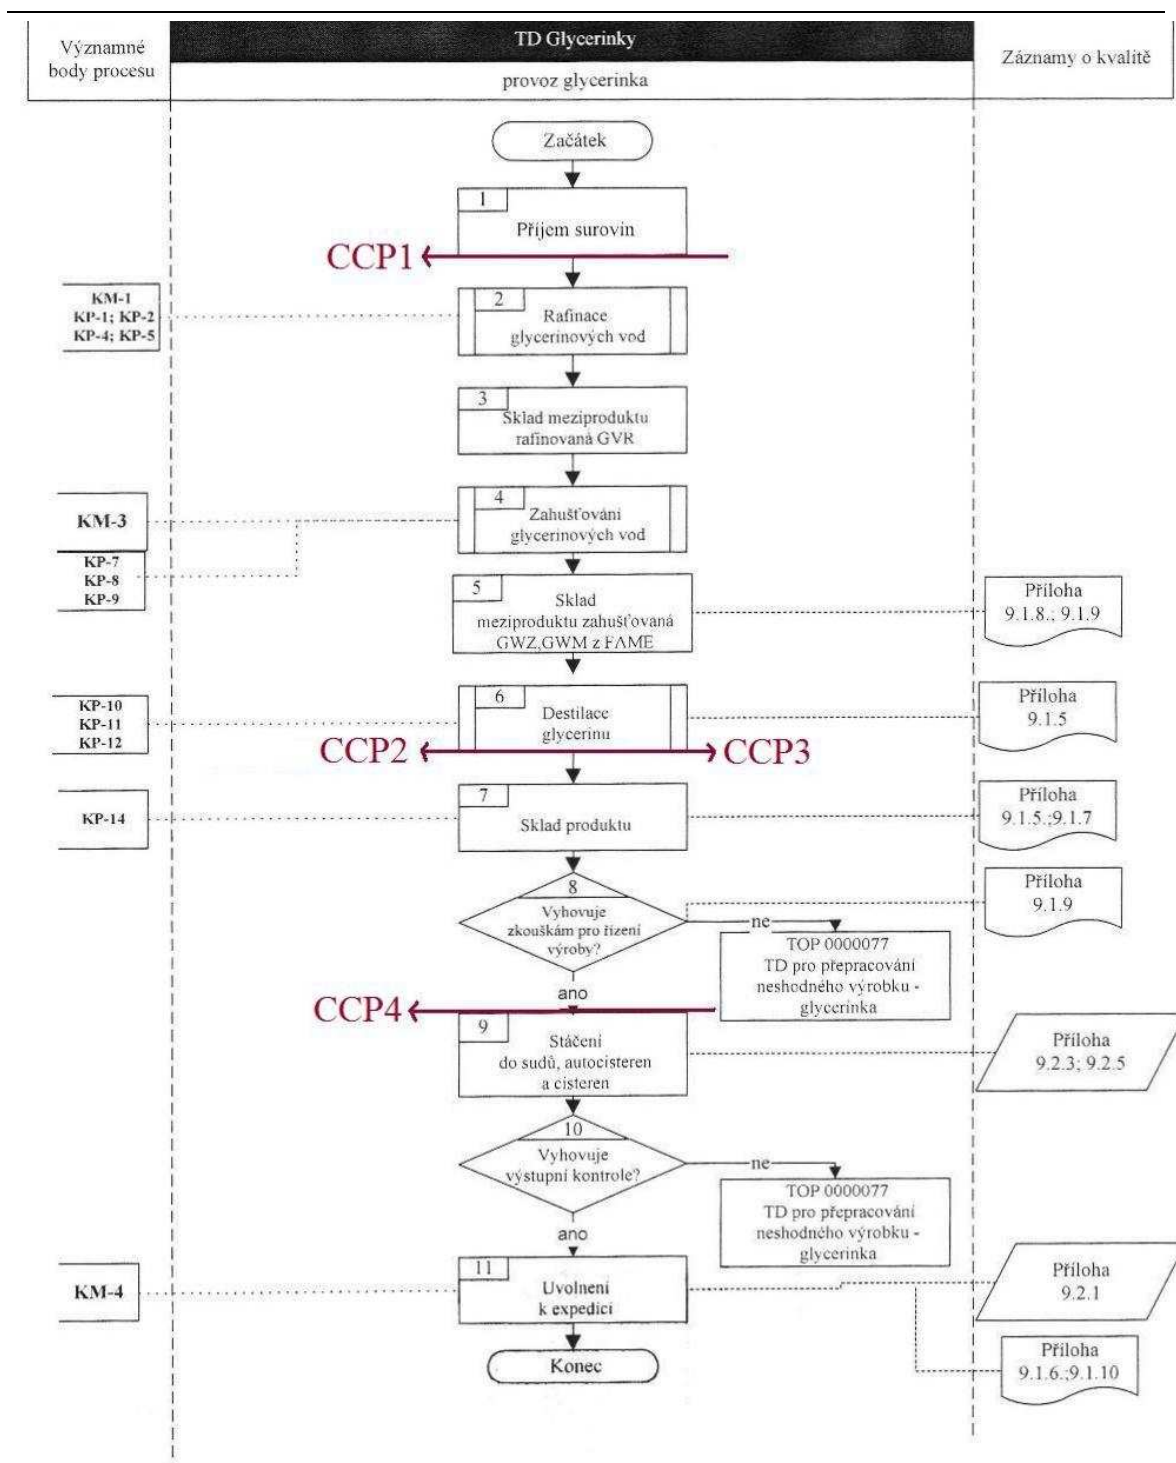 Významné
body procesu
TD Glycerinky
provoz glycerinka
Záznamy o kvalitě
Začátek
1
Příjem surovin
CCP1
KM-1
KP-1; KP-2
KP-4; KP-5
2
Rafinace
glycerinových vod
3
Sklad meziproduktu
rafinovaná GVR
KM-3
KP-7
KP-8
KP-9
4
Zahušťování
glycerinových vod
5
Sklad
meziproduktu zahušťovaná
GWZ,GWM z FAME
Příloha
9.1.8.; 9.1.9
KP-10
KP-11
KP-12
6
Destilace
glycerinu
Příloha
9.1.5
CCP2
CCP3
KP-14
7
Sklad produktu
Příloha
9.1.5.;9.1.7
8
Vyhovuje
zkouškám pro řízení
výroby?
ne
Příloha
9.1.9
TOP 0000077
TD pro přepracování
neshodného výrobku -
glycerinka
ano
CCP4
9
Stáčení
do sudů, autocisteren
a cisteren
Příloha
9.2.3; 9.2.5
10
Vyhovuje
výstupní kontrole?
ne
TOP 0000077
TD pro přepracování
neshodného výrobku -
glycerinka
ano
KM-4
11
Uvolnení
k expedici
Příloha
9.2.1
Konec
Příloha
9.1.6.;9.1.10